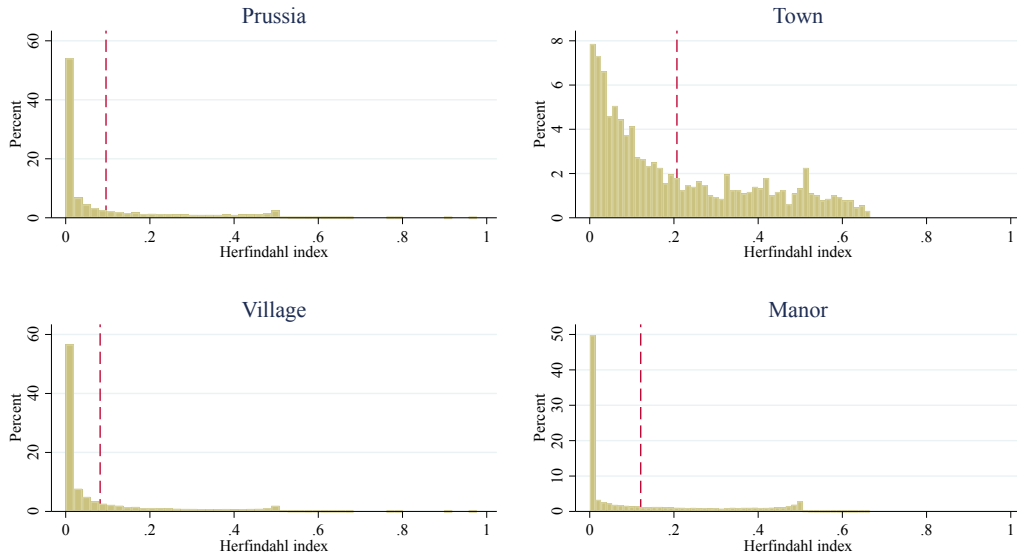 Prussia
Percent
60
40
20
0
0 .2 .4 .6 .8 1
Herfindahl index
Town
Percent
8
6
4
2
0
0 .2 .4 .6 .8 1
Herfindahl index
Village
Percent
60
40
20
0
0 .2 .4 .6 .8 1
Herfindahl index
Manor
Percent
50
40
30
20
10
0
0 .2 .4 .6 .8 1
Herfindahl index